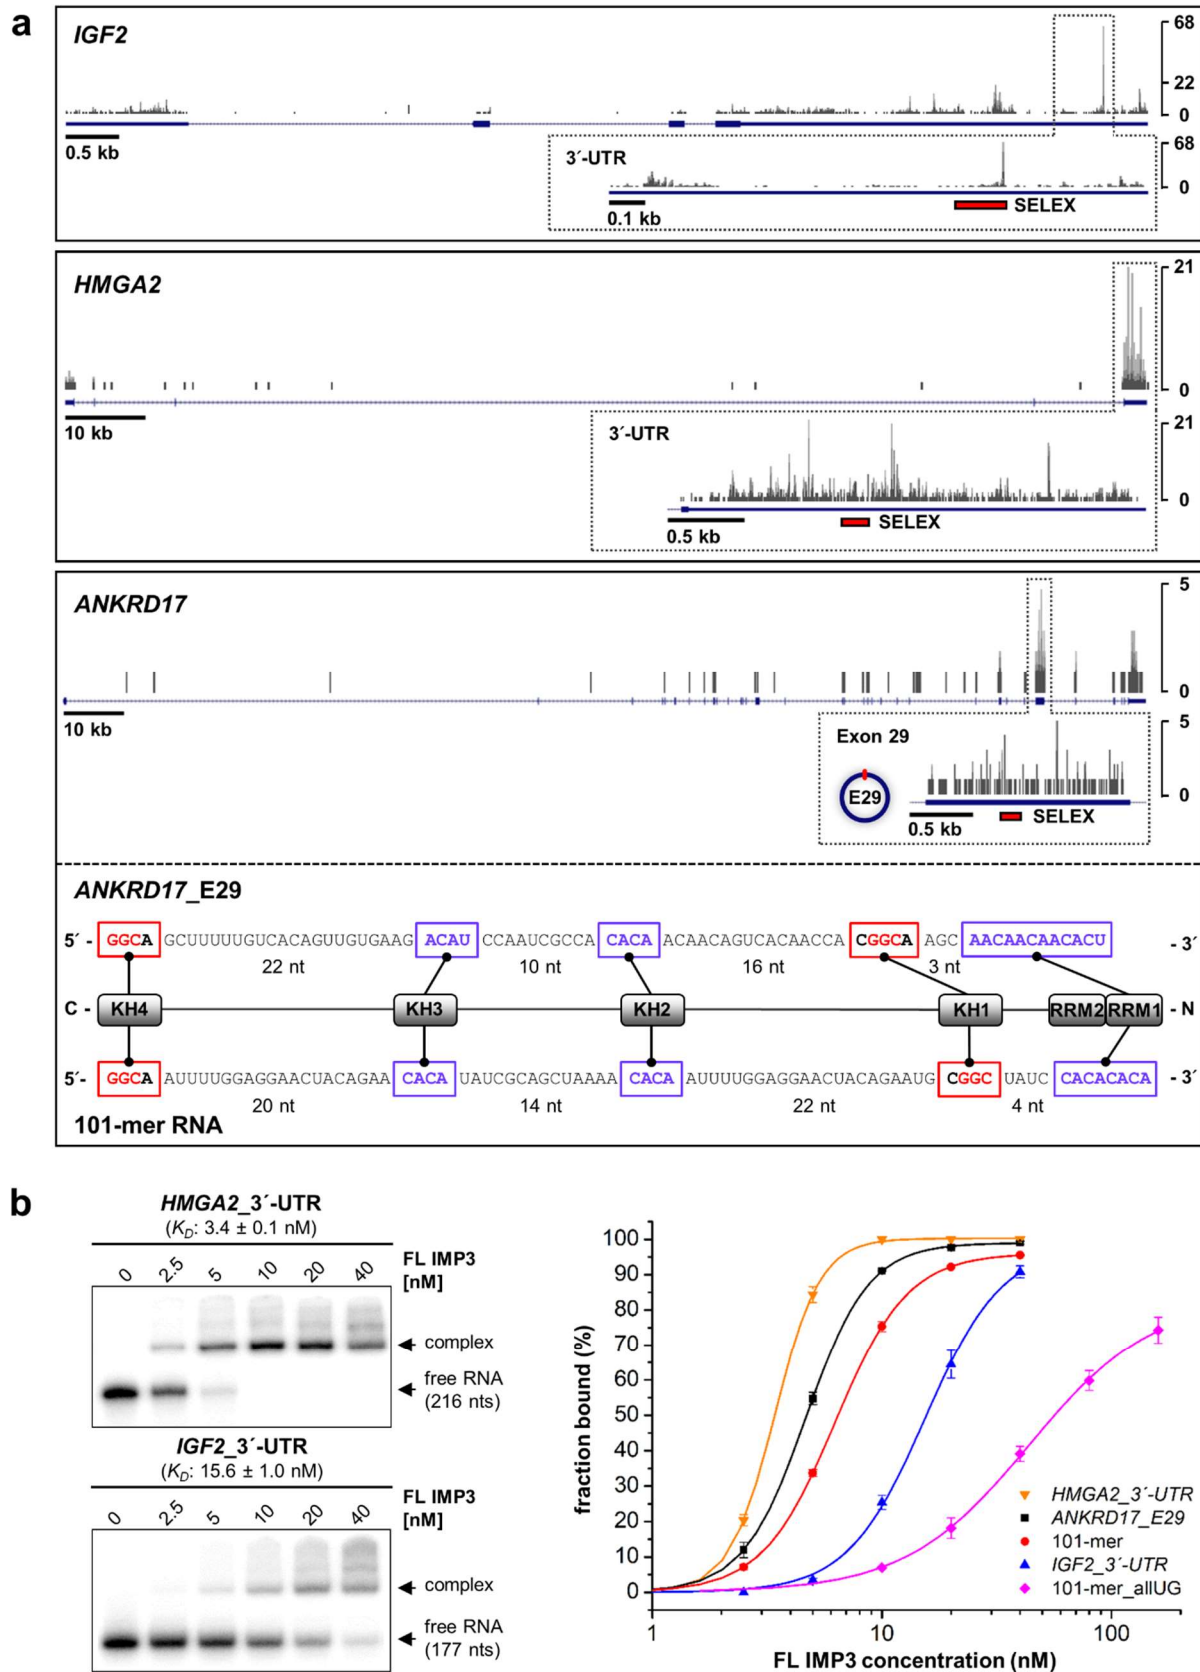 a
IGF2
68
22
0
0.5 kb
3´-UTR
68
0
0.1 kb
SELEX
HMGA2
21
0
10 kb
3´-UTR
21
0
0.5 kb
SELEX
ANKRD17
5
0
10 kb
Exon 29
5
0
E29
0.5 kb
SELEX
ANKRD17_E29
5´ - GGCA GCUUUUUGUCACAGUUGUGAAG ACAU CCAAUCGCCA CACA ACAACAGUCACAACCA CGGCA AGC AACAACAACACU - 3´
22 nt 10 nt 16 nt 3 nt
C - KH4 KH3 KH2 KH1 RRM2 RRM1 - N
5´- GGCA AUUUUGGAGGAACUACAGAA CACA UAUCGCAGCUAAAA CACA AUUUUGGAGGAACUACAGAAUG CGGC UAUC CACACACA - 3´
20 nt 14 nt 22 nt 4 nt
101-mer RNA
b
HMGA2_3´-UTR
(KD: 3.4 ± 0.1 nM)
0 2.5 5 10 20 40 FL IMP3 [nM]
complex
free RNA
(216 nts)
IGF2_3´-UTR
(KD: 15.6 ± 1.0 nM)
0 2.5 5 10 20 40 FL IMP3 [nM]
complex
free RNA
(177 nts)
fraction bound (%)
100
90
80
70
60
50
40
30
20
10
0
HMGA2_3´-UTR
ANKRD17_E29
101-mer
IGF2_3´-UTR
101-mer_allUG
1 10 100
FL IMP3 concentration (nM)